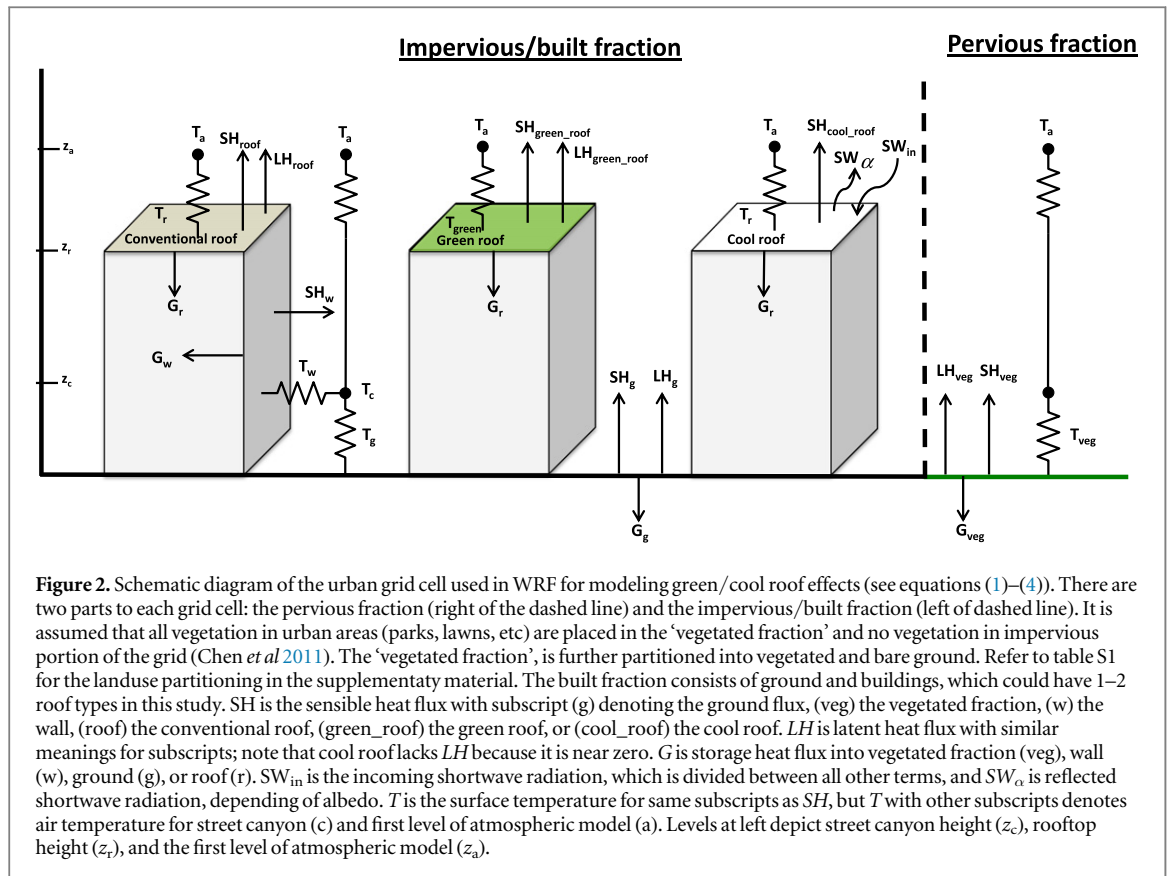 Impervious/built fraction
Pervious fraction
z_a
z_r
z_c
T_a
SH_roof
LH_roof
T_a
T_r
Conventional roof
G_r
SH_w
G_w
T_w
T_c
T_g
T_a
SH_green_roof
LH_green_roof
T_green
Green roof
G_r
SH_g
LH_g
G_g
T_a
SH_cool_roof
SW α
SW_in
T_r
Cool roof
G_r
T_a
LH_veg
SH_veg
T_veg
G_veg
Figure 2. Schematic diagram of the urban grid cell used in WRF for modeling green/cool roof effects (see equations (1)–(4)). There are
two parts to each grid cell: the pervious fraction (right of the dashed line) and the impervious/built fraction (left of dashed line). It is
assumed that all vegetation in urban areas (parks, lawns, etc) are placed in the ‘vegetated fraction’ and no vegetation in impervious
portion of the grid (Chen et al 2011). The ‘vegetated fraction’, is further partitioned into vegetated and bare ground. Refer to table S1
for the landuse partitioning in the supplementaty material. The built fraction consists of ground and buildings, which could have 1–2
roof types in this study. SH is the sensible heat flux with subscript (g) denoting the ground flux, (veg) the vegetated fraction, (w) the
wall, (roof) the conventional roof, (green_roof) the green roof, or (cool_roof) the cool roof. LH is latent heat flux with similar
meanings for subscripts; note that cool roof lacks LH because it is near zero. G is storage heat flux into vegetated fraction (veg), wall
(w), ground (g), or roof (r). SW_in is the incoming shortwave radiation, which is divided between all other terms, and SW_α is reflected
shortwave radiation, depending of albedo. T is the surface temperature for same subscripts as SH, but T with other subscripts denotes
air temperature for street canyon (c) and first level of atmospheric model (a). Levels at left depict street canyon height (z_c), rooftop
height (z_r), and the first level of atmospheric model (z_a).